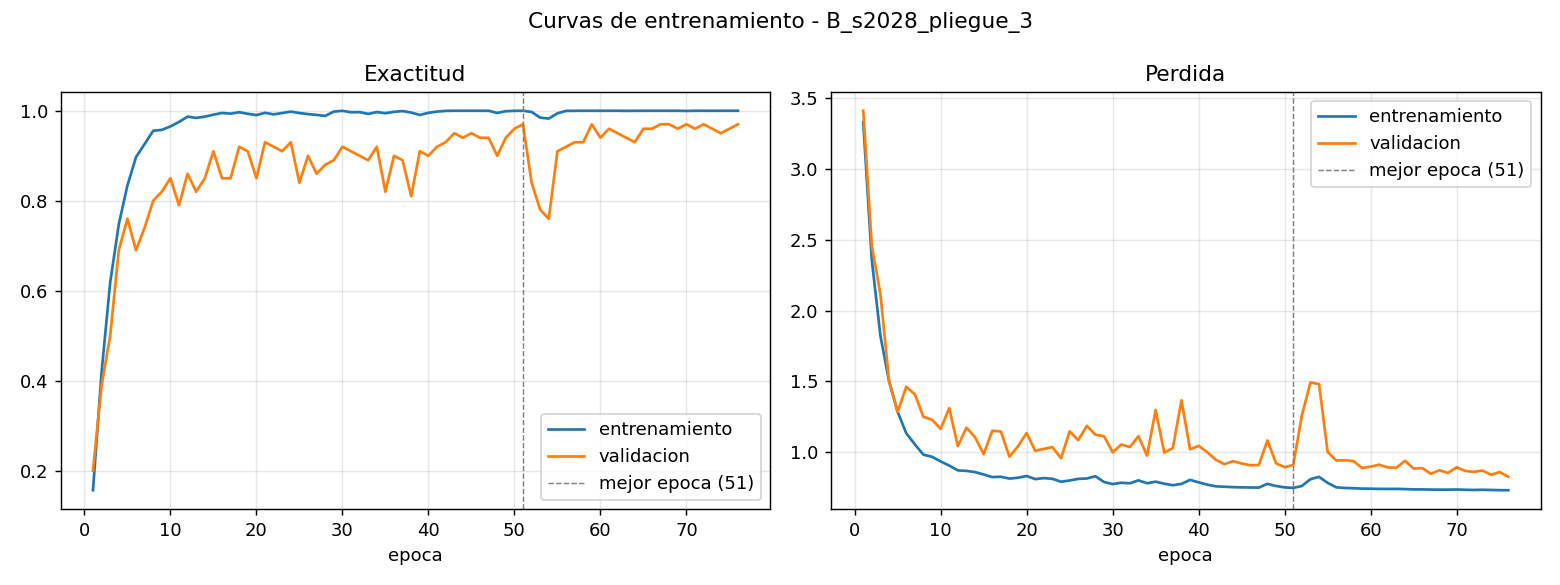 Curvas de entrenamiento - B_s2028_pliegue_3
Exactitud
1.0
0.8
0.6
0.4
0.2
0 10 20 30 40 50 60 70
epoca
entrenamiento
validacion
mejor epoca (51)
Perdida
3.5
3.0
2.5
2.0
1.5
1.0
0 10 20 30 40 50 60 70
epoca
entrenamiento
validacion
mejor epoca (51)